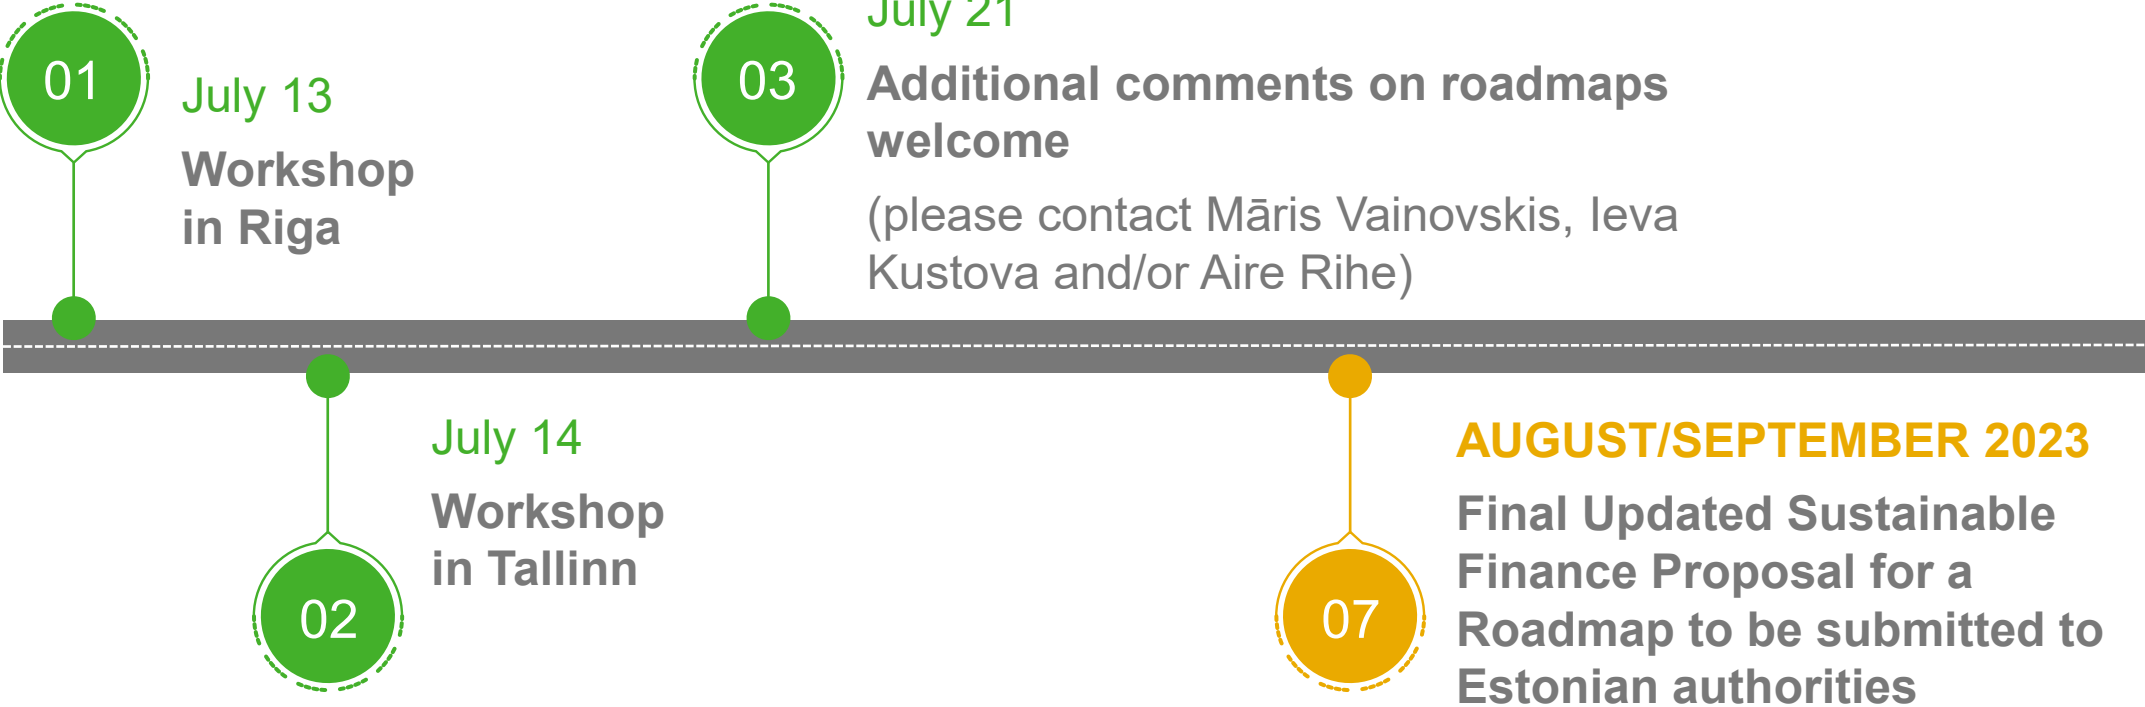 01
July 13
Workshop
in Riga
02
July 14
Workshop
in Tallinn
03
July 21
Additional comments on roadmaps
welcome
(please contact Māris Vainovskis, Ieva
Kustova and/or Aire Rihe)
07
AUGUST/SEPTEMBER 2023
Final Updated Sustainable
Finance Proposal for a
Roadmap to be submitted to
Estonian authorities